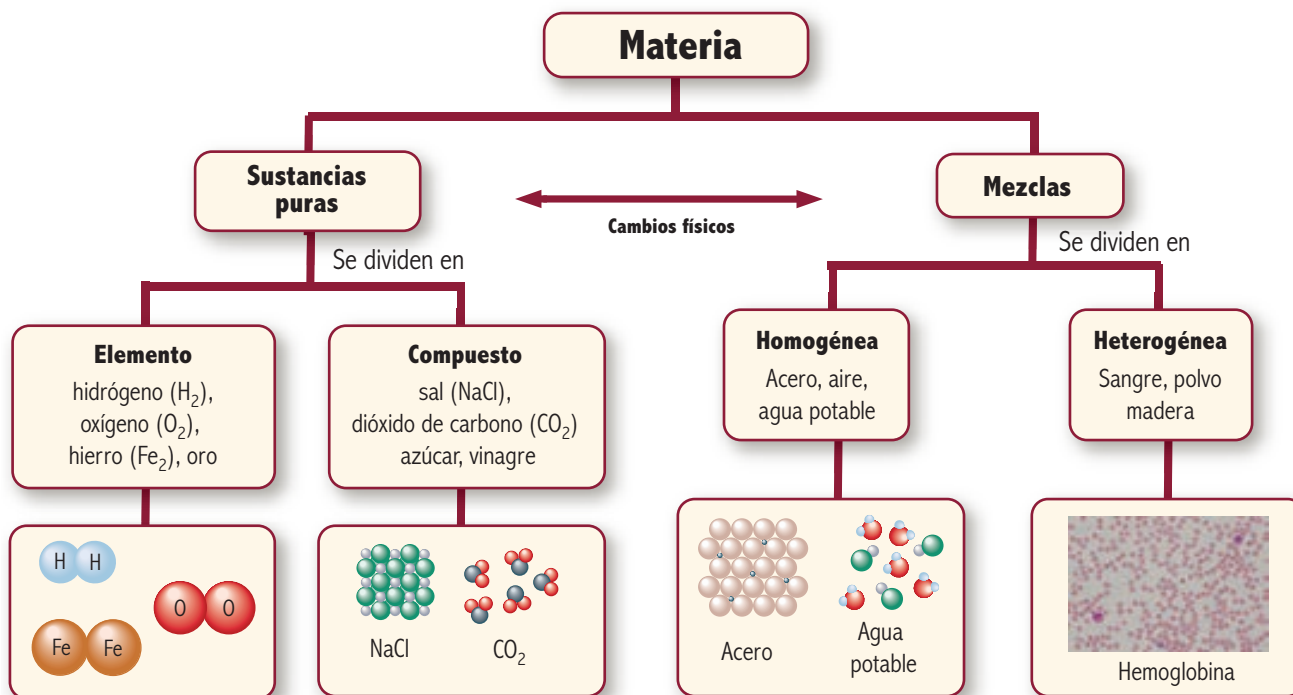 Materia
Sustancias
puras
Cambios físicos
Mezclas
Se dividen en
Se dividen en
Elemento
hidrógeno (H₂),
oxígeno (O₂),
hierro (Fe₂), oro
Compuesto
sal (NaCl),
dióxido de carbono (CO₂)
azúcar, vinagre
Homogénea
Acero, aire,
agua potable
Heterogénea
Sangre, polvo
madera
H H
O O
Fe Fe
NaCl
CO₂
Acero
Agua
potable
Hemoglobina